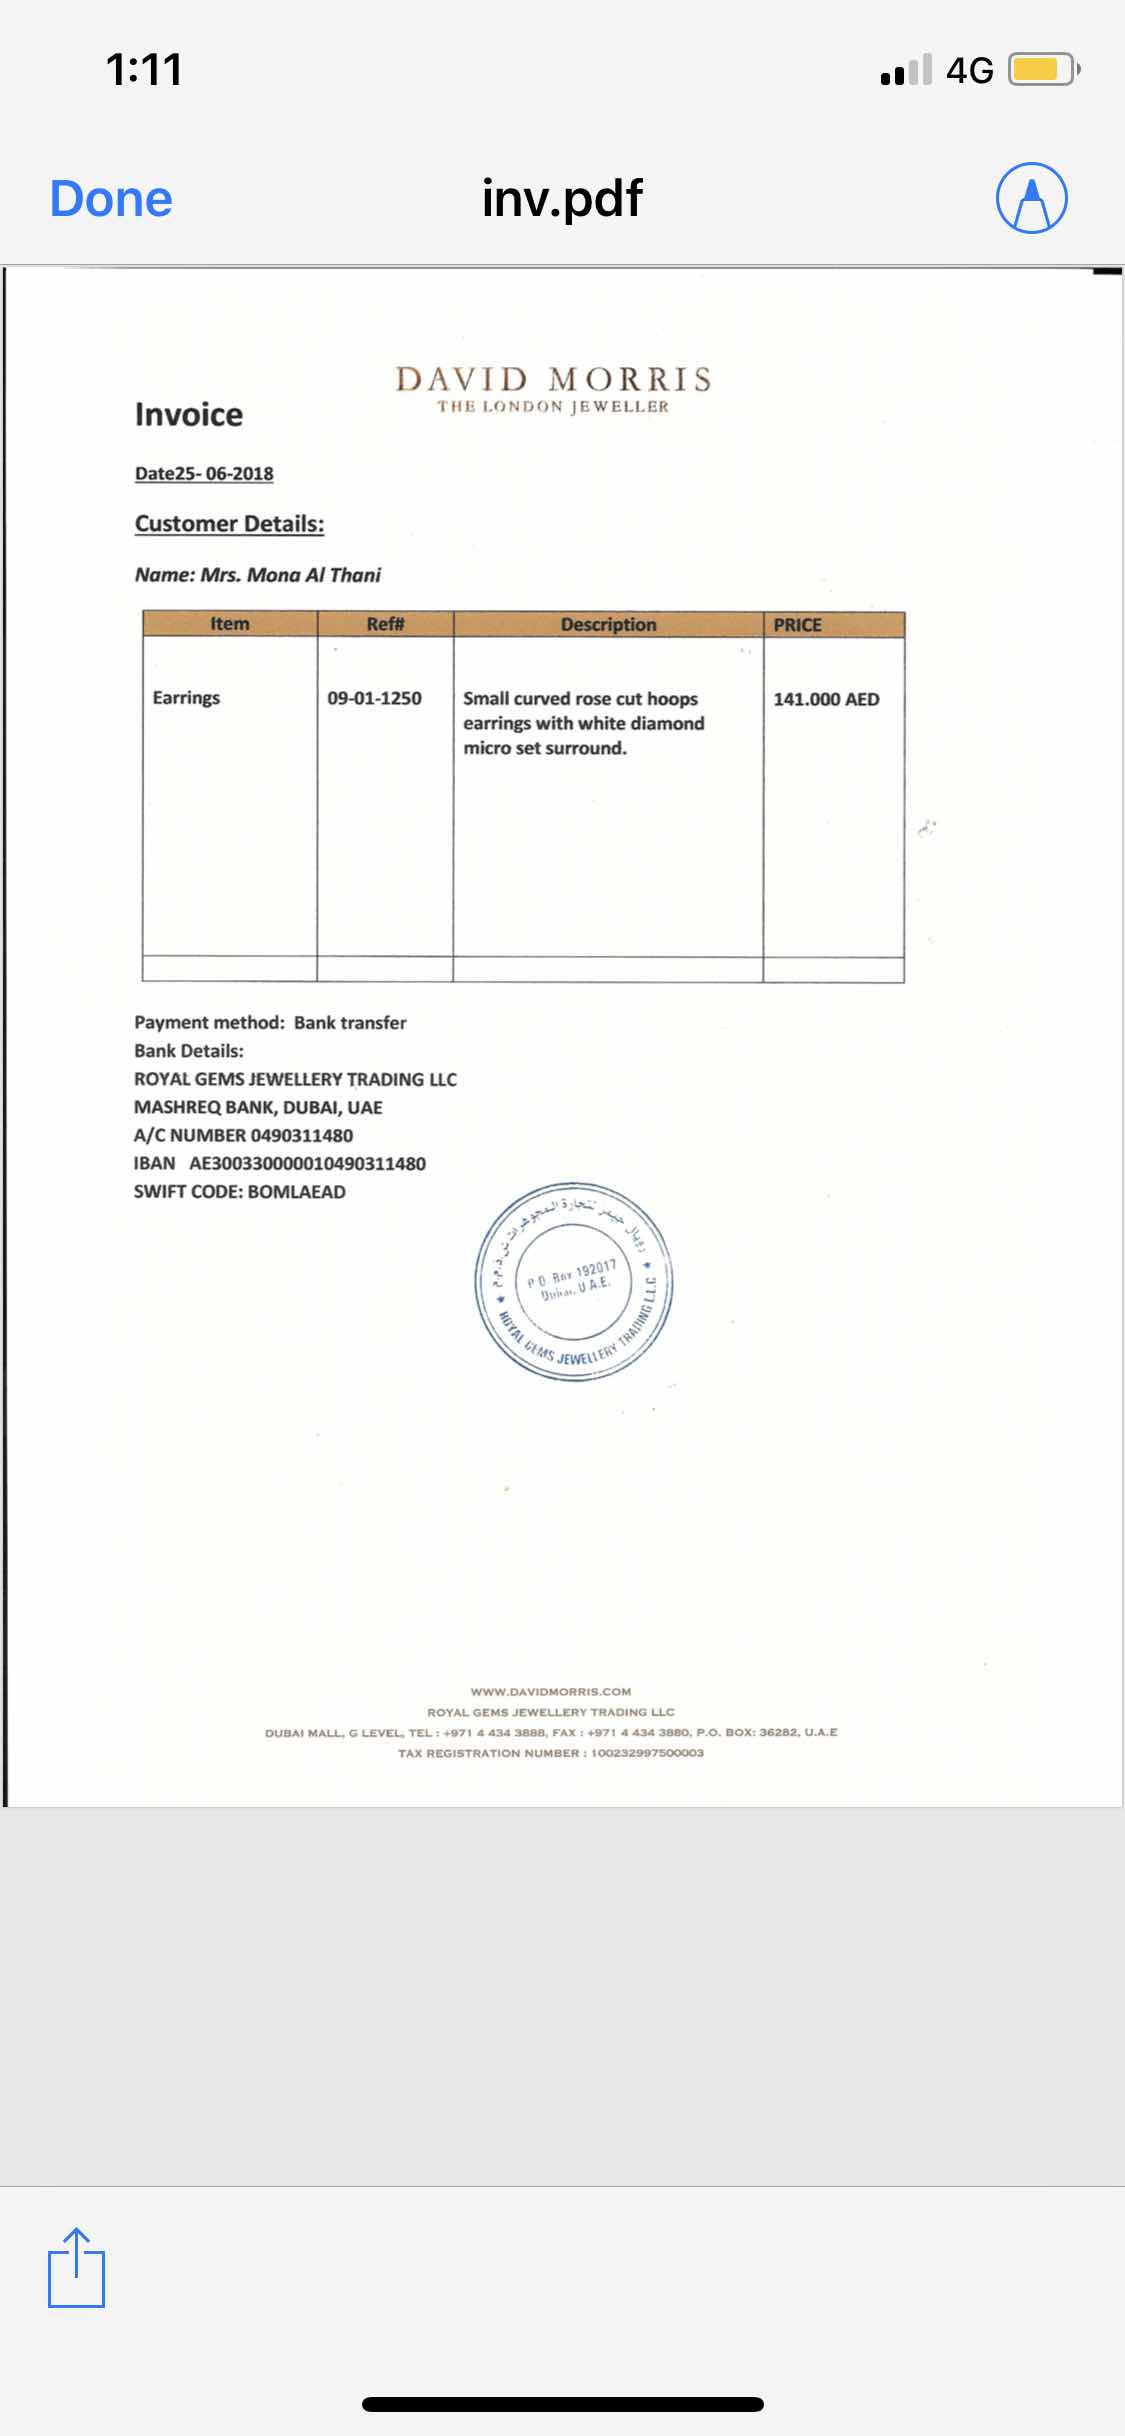 1:11
4G
Done
inv.pdf
DAVID MORRIS
THE LONDON JEWELLER
Invoice
Date25- 06-2018
Customer Details:
Name: Mrs. Mona Al Thani
Item Ref# Description PRICE
Earrings 09-01-1250 Small curved rose cut hoops 141.000 AED
earrings with white diamond
micro set surround.
Payment method: Bank transfer
Bank Details:
ROYAL GEMS JEWELLERY TRADING LLC
MASHREQ BANK, DUBAI, UAE
A/C NUMBER 0490311480
IBAN AE300330000010490311480
SWIFT CODE: BOMLAEAD
رويال جيمز لتجارة المجوهرات ش.ذ.م.م
P.O. Box 192017
Dubai, U.A.E.
ROYAL GEMS JEWELLERY TRADING L.L.C
WWW.DAVIDMORRIS.COM
ROYAL GEMS JEWELLERY TRADING LLC
DUBAI MALL, G LEVEL, TEL : +971 4 434 3888, FAX : +971 4 434 3880, P.O. BOX: 36282, U.A.E
TAX REGISTRATION NUMBER : 100232997500003